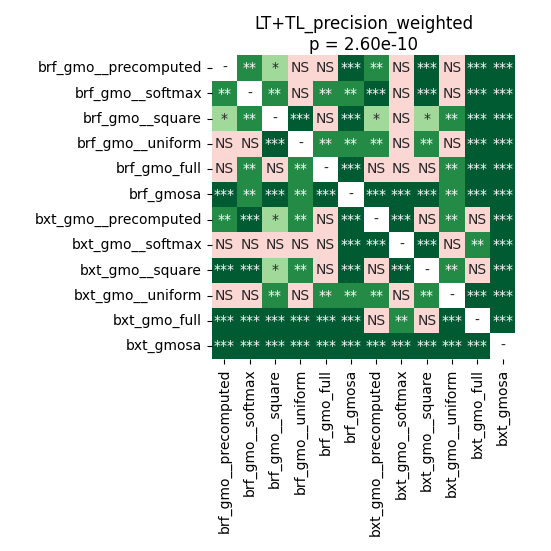 LT+TL_precision_weighted
p = 2.60e-10
brf_gmo__precomputed - ** * NS NS *** ** NS *** NS *** ***
brf_gmo__softmax ** - ** NS ** ** *** NS *** NS *** ***
brf_gmo__square * ** - *** NS *** * NS * ** *** ***
brf_gmo__uniform NS NS *** - ** ** ** NS ** NS *** ***
brf_gmo_full NS ** NS ** - *** NS NS NS ** *** ***
brf_gmosa *** ** *** ** *** - *** *** *** ** *** ***
bxt_gmo__precomputed ** *** * ** NS *** - *** NS ** NS ***
bxt_gmo__softmax NS NS NS NS NS *** *** - *** NS ** ***
bxt_gmo__square *** *** * ** NS *** NS *** - ** NS ***
bxt_gmo__uniform NS NS ** NS ** ** ** NS ** - *** ***
bxt_gmo_full *** *** *** *** *** *** NS ** NS *** - ***
bxt_gmosa *** *** *** *** *** *** *** *** *** *** *** -
brf_gmo__precomputed
brf_gmo__softmax
brf_gmo__square
brf_gmo__uniform
brf_gmo_full
brf_gmosa
bxt_gmo__precomputed
bxt_gmo__softmax
bxt_gmo__square
bxt_gmo__uniform
bxt_gmo_full
bxt_gmosa